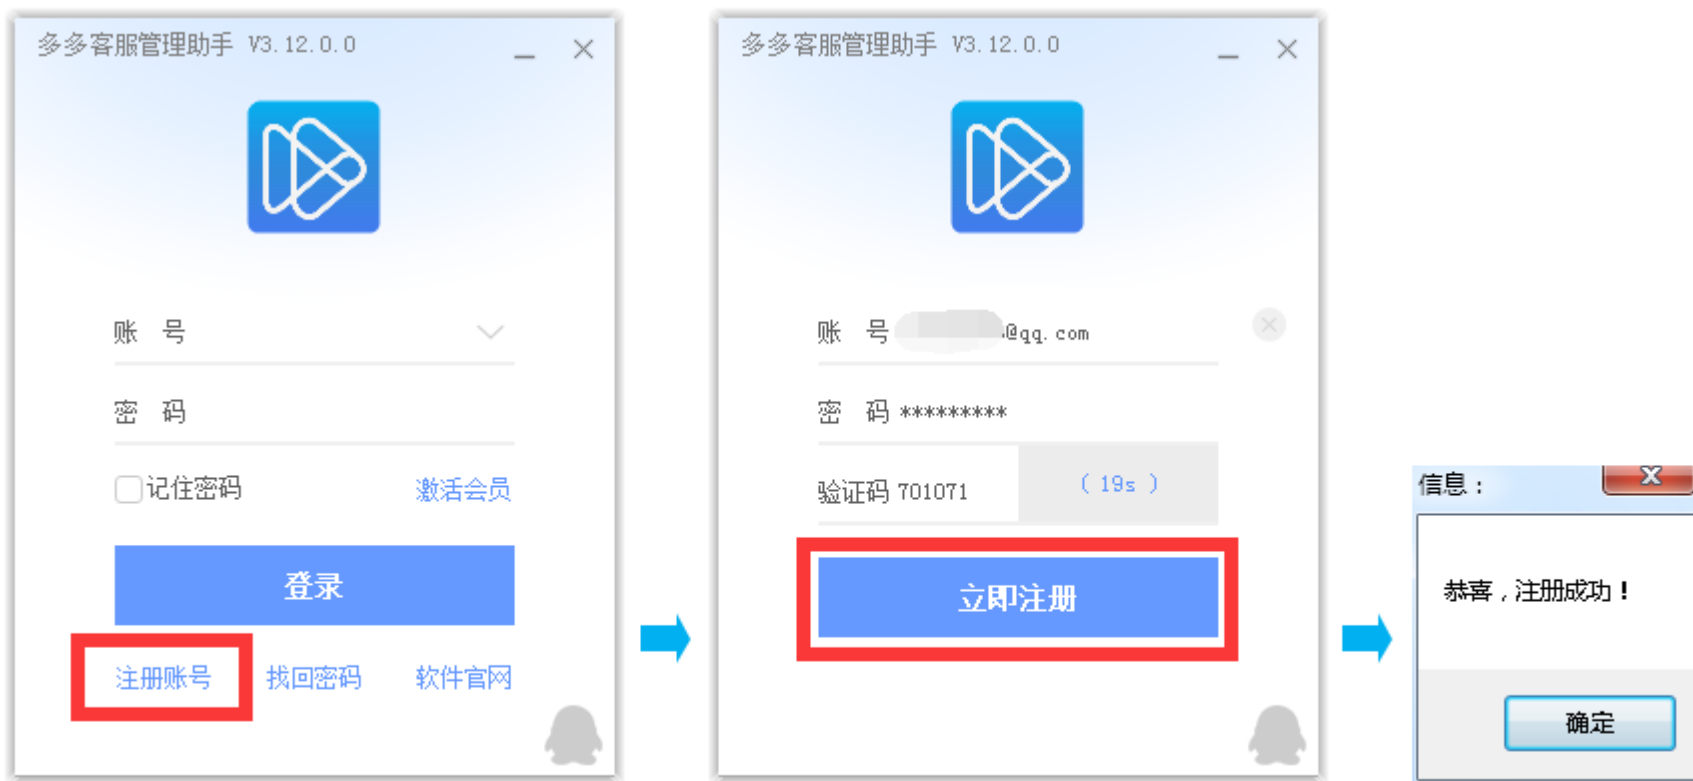 多多客服管理助手 V3.12.0.0
账 号
密 码
记住密码 激活会员
登录
注册账号 找回密码 软件官网
多多客服管理助手 V3.12.0.0
账 号 @qq.com
密 码 *********
验证码 701071 ( 19s )
立即注册
信息：
恭喜，注册成功！
确定